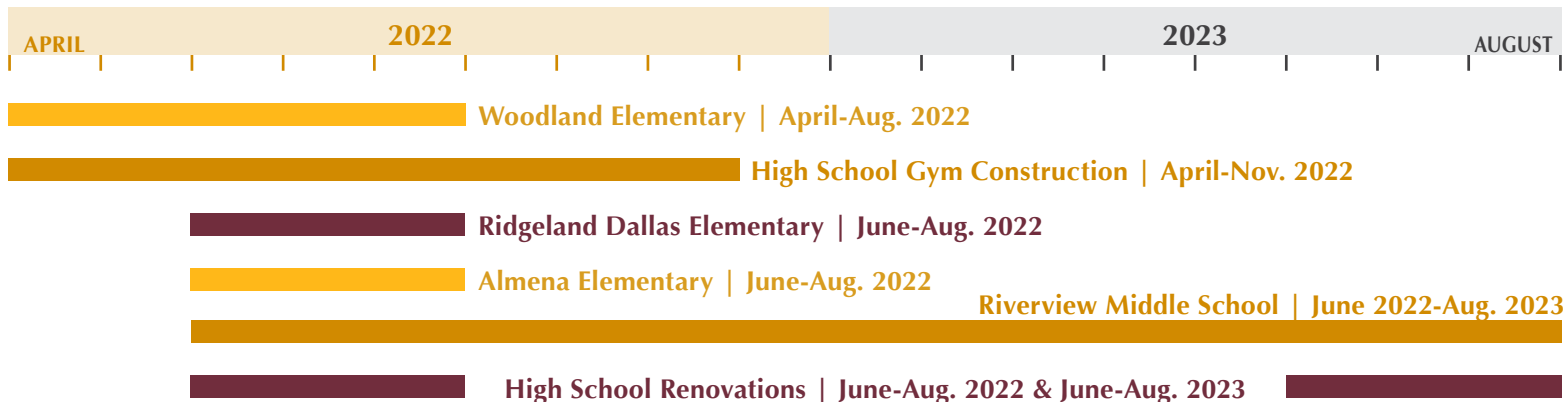 2022
2023
APRIL
AUGUST
Woodland Elementary | April-Aug. 2022
High School Gym Construction | April-Nov. 2022
Ridgeland Dallas Elementary | June-Aug. 2022
Almena Elementary | June-Aug. 2022
Riverview Middle School | June 2022-Aug. 2023
High School Renovations | June-Aug. 2022 & June-Aug. 2023